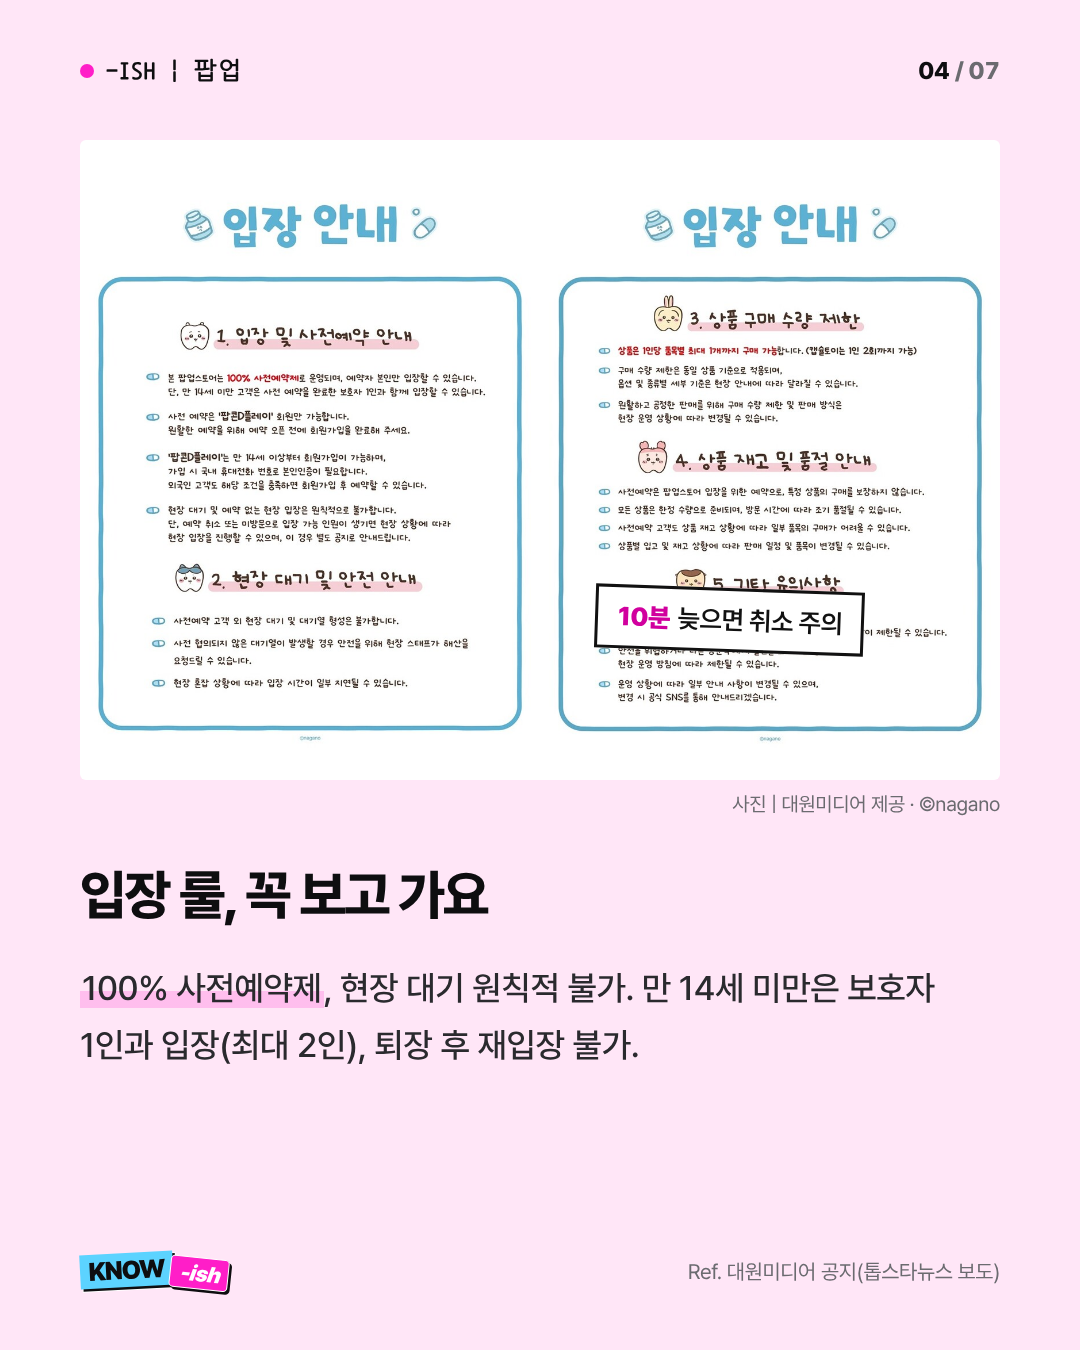 -ISH | 팝업
04 / 07
입장 안내
1. 입장 및 사전예약 안내
본 팝업스토어는 100% 사전예약제로 운영되며, 예약자 본인만 입장할 수 있습니다.
단, 만 14세 미만 고객은 사전 예약을 완료한 보호자 1인과 함께 입장할 수 있습니다.
사전 예약은 '팝콘D플레이' 회원만 가능합니다.
원활한 예약을 위해 예약 오픈 전에 회원가입을 완료해 주세요.
'팝콘D플레이'는 만 14세 이상부터 회원가입이 가능하며,
가입 시 국내 휴대전화 번호로 본인인증이 필요합니다.
외국인 고객도 해당 조건을 충족하면 회원가입 후 예약할 수 있습니다.
현장 대기 및 예약 없는 현장 입장은 원칙적으로 불가합니다.
단, 예약 취소 또는 미방문으로 입장 가능 인원이 생기면 현장 상황에 따라
현장 입장을 진행할 수 있으며, 이 경우 별도 공지로 안내드립니다.
2. 현장 대기 및 안전 안내
사전예약 고객 외 현장 대기 및 대기열 형성은 불가합니다.
사전 협의되지 않은 대기열이 발생할 경우 안전을 위해 현장 스태프가 해산을
요청드릴 수 있습니다.
현장 혼잡 상황에 따라 입장 시간이 일부 지연될 수 있습니다.
©nagano
입장 안내
3. 상품 구매 수량 제한
상품은 1인당 품목별 최대 1개까지 구매 가능합니다. (캡슐토이는 1인 2회까지 가능)
구매 수량 제한은 동일 상품 기준으로 적용되며,
옵션 및 종류별 세부 기준은 현장 안내에 따라 달라질 수 있습니다.
원활하고 공정한 판매를 위해 구매 수량 제한 및 판매 방식은
현장 운영 상황에 따라 변경될 수 있습니다.
4. 상품 재고 및 품절 안내
사전예약은 팝업스토어 입장을 위한 예약으로, 특정 상품의 구매를 보장하지 않습니다.
모든 상품은 한정 수량으로 준비되며, 방문 시간에 따라 조기 품절될 수 있습니다.
사전예약 고객도 상품 재고 상황에 따라 일부 품목의 구매가 어려울 수 있습니다.
상품별 입고 및 재고 상황에 따라 판매 일정 및 품목이 변경될 수 있습니다.
5. 기타 유의사항
10분 늦으면 취소 주의
이 제한될 수 있습니다.
현장 운영 방침에 따라 제한될 수 있습니다.
운영 상황에 따라 일부 안내 사항이 변경될 수 있으며,
변경 시 공식 SNS를 통해 안내드리겠습니다.
©nagano
사진 | 대원미디어 제공 · ©nagano
입장 룰, 꼭 보고 가요
100% 사전예약제, 현장 대기 원칙적 불가. 만 14세 미만은 보호자
1인과 입장(최대 2인), 퇴장 후 재입장 불가.
KNOW -ish
Ref. 대원미디어 공지(톱스타뉴스 보도)